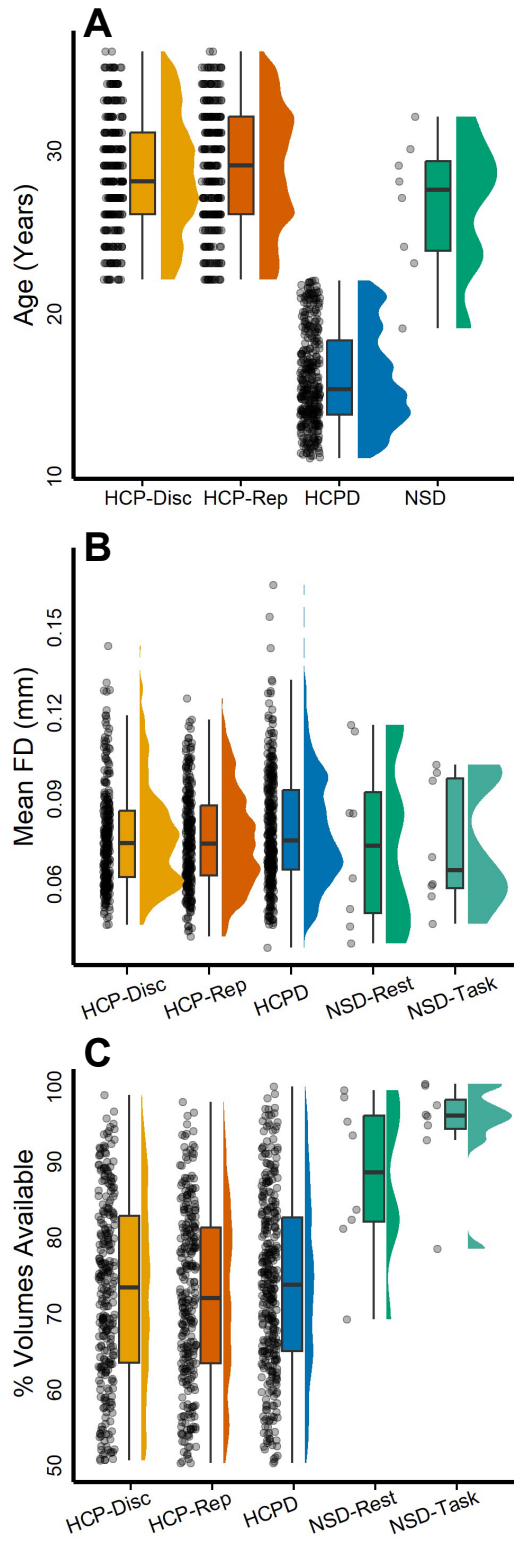 A
Age (Years)
30
20
10
HCP-Disc HCP-Rep HCPD NSD
B
Mean FD (mm)
0.15
0.12
0.09
0.06
HCP-Disc HCP-Rep HCPD NSD-Rest NSD-Task
C
% Volumes Available
100
90
80
70
60
50
HCP-Disc HCP-Rep HCPD NSD-Rest NSD-Task